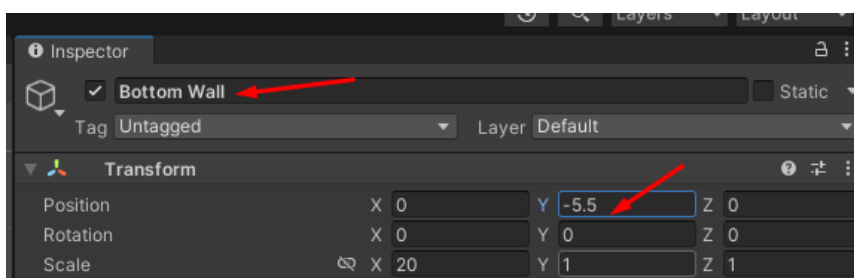 Layers Layout
Inspector
Bottom Wall Static
Tag Untagged Layer Default
Transform
Position X 0 Y -5.5 Z 0
Rotation X 0 Y 0 Z 0
Scale X 20 Y 1 Z 1